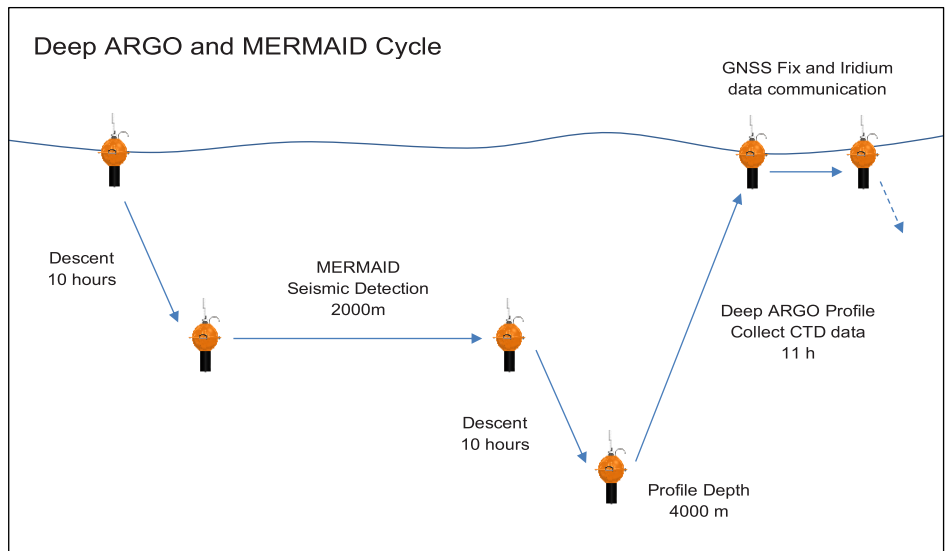 Deep ARGO and MERMAID Cycle
GNSS Fix and Iridium
data communication
Descent
10 hours
MERMAID
Seismic Detection
2000m
Deep ARGO Profile
Collect CTD data
11 h
Descent
10 hours
Profile Depth
4000 m